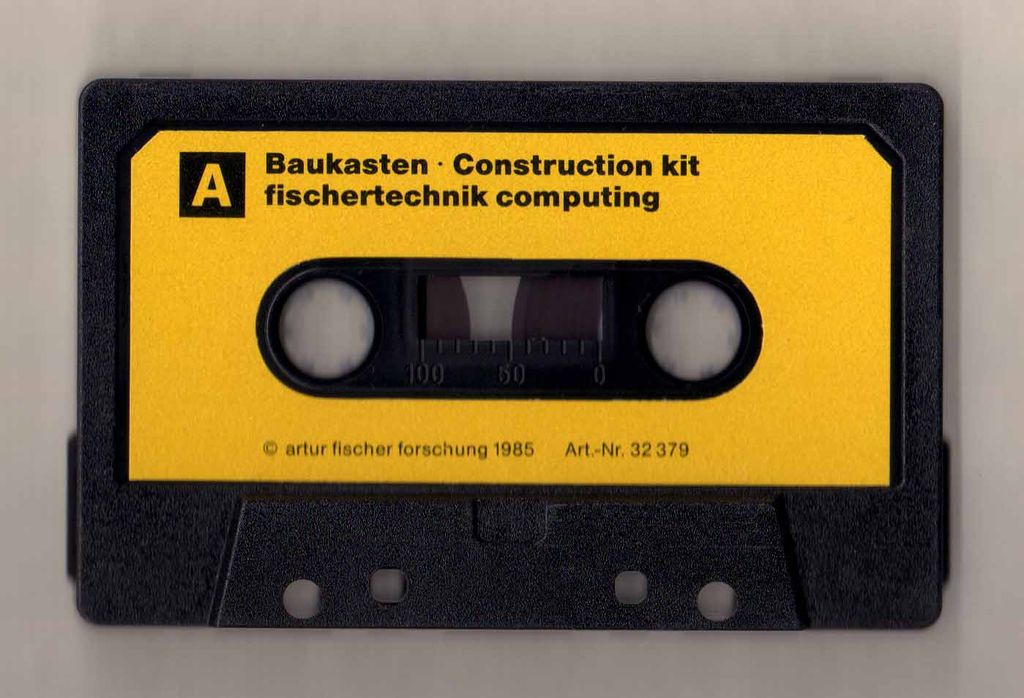 A
Baukasten · Construction kit
fischertechnik computing
100 50 0
© artur fischer forschung 1985 Art.-Nr. 32 379